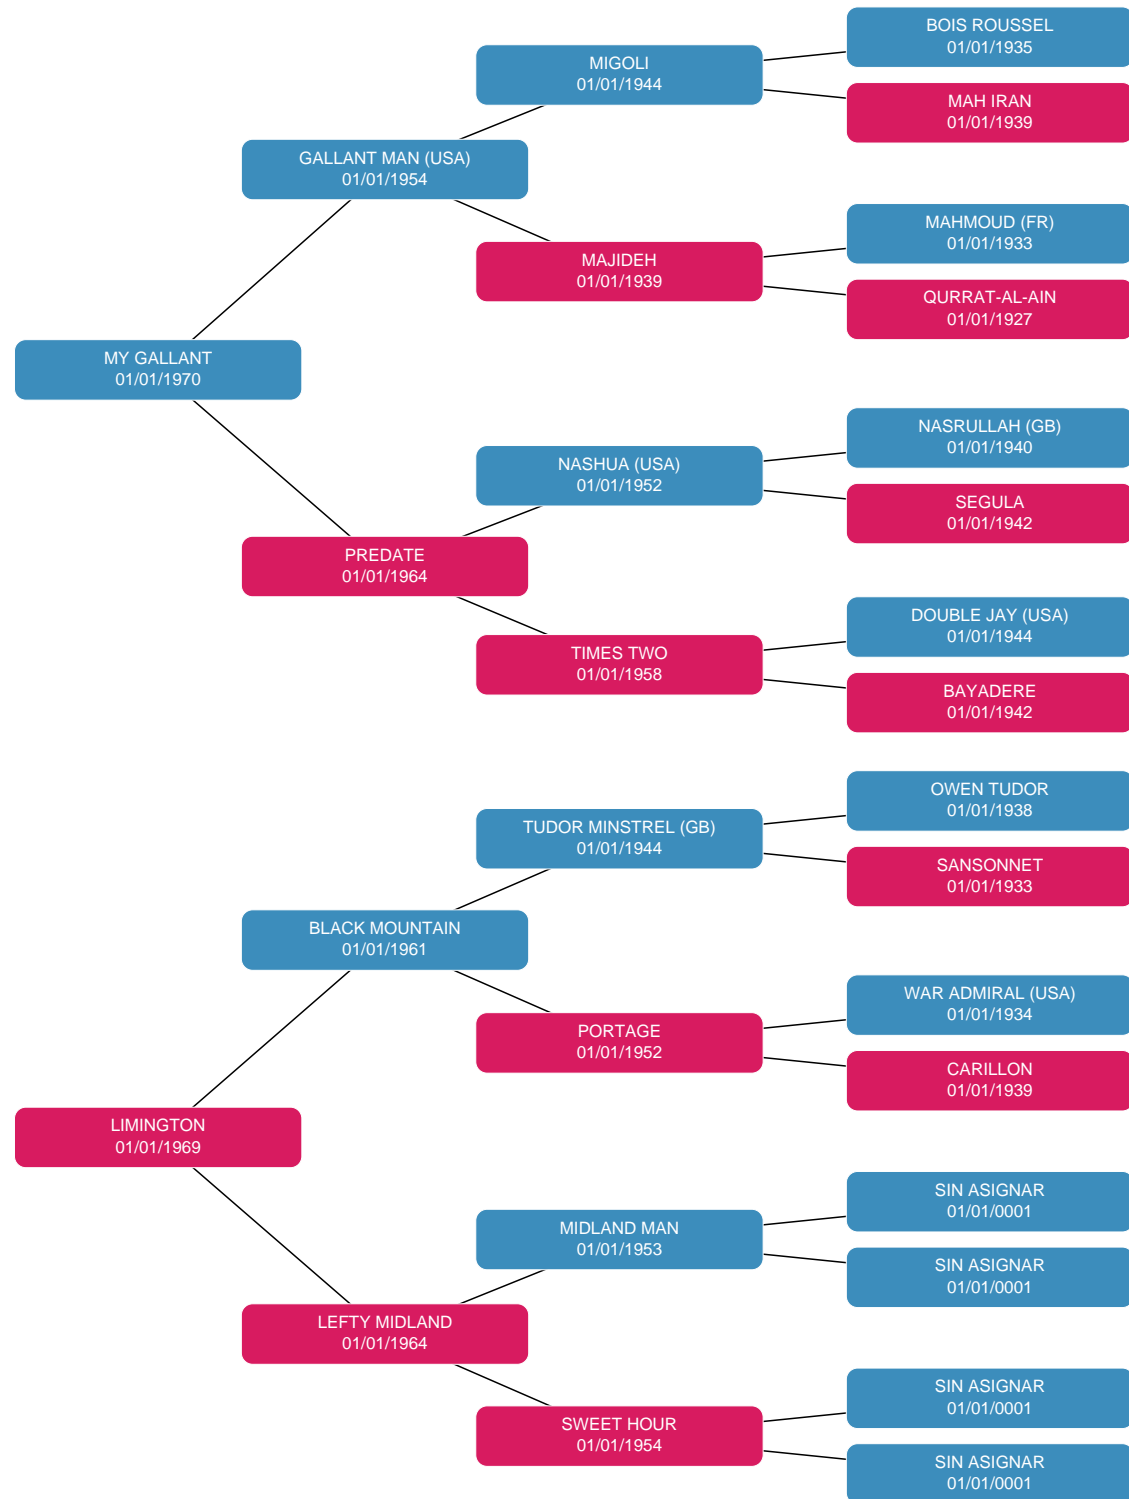 BOIS ROUSSEL
01/01/1935
MIGOLI
01/01/1944
MAH IRAN
01/01/1939
GALLANT MAN (USA)
01/01/1954
MAHMOUD (FR)
01/01/1933
MAJIDEH
01/01/1939
QURRAT-AL-AIN
01/01/1927
MY GALLANT
01/01/1970
NASRULLAH (GB)
01/01/1940
NASHUA (USA)
01/01/1952
SEGULA
01/01/1942
PREDATE
01/01/1964
DOUBLE JAY (USA)
01/01/1944
TIMES TWO
01/01/1958
BAYADERE
01/01/1942
OWEN TUDOR
01/01/1938
TUDOR MINSTREL (GB)
01/01/1944
SANSONNET
01/01/1933
BLACK MOUNTAIN
01/01/1961
WAR ADMIRAL (USA)
01/01/1934
PORTAGE
01/01/1952
CARILLON
01/01/1939
LIMINGTON
01/01/1969
SIN ASIGNAR
01/01/0001
MIDLAND MAN
01/01/1953
SIN ASIGNAR
01/01/0001
LEFTY MIDLAND
01/01/1964
SIN ASIGNAR
01/01/0001
SWEET HOUR
01/01/1954
SIN ASIGNAR
01/01/0001